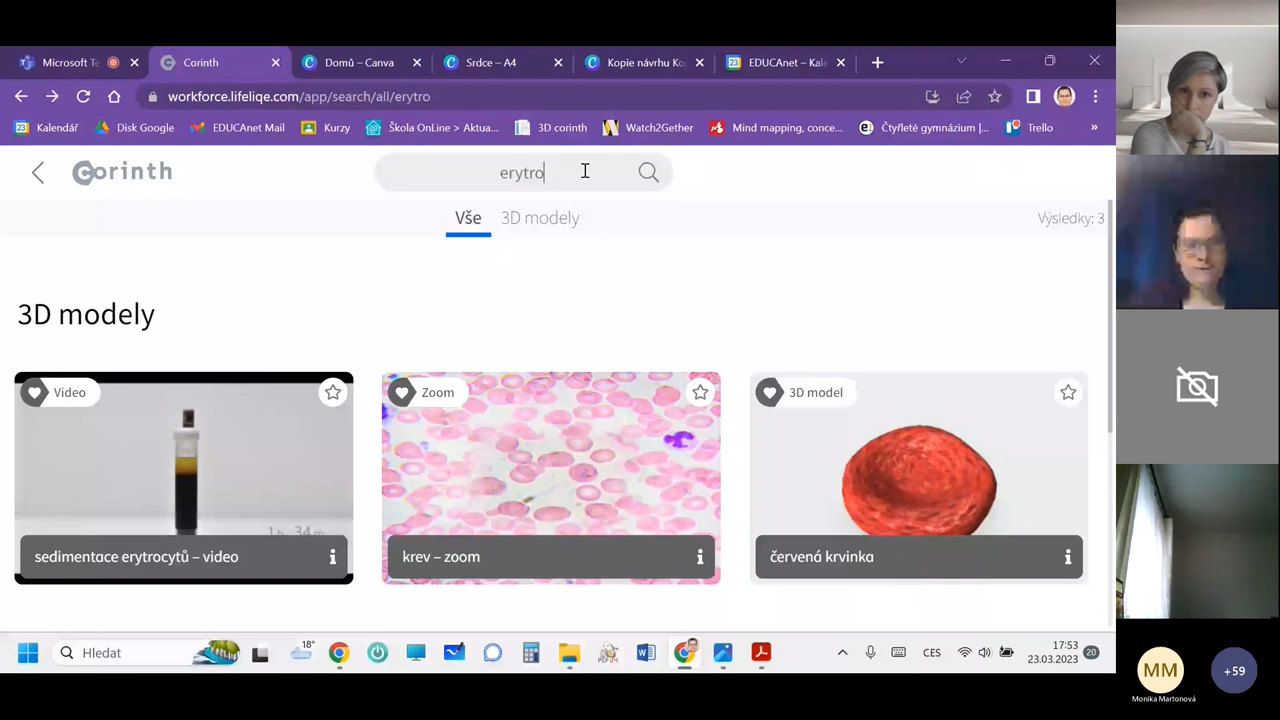 Microsoft Te
Corinth
Domů – Canva
Srdce – A4
Kopie návrhu Ko
EDUCAnet – Kale
workforce.lifeliqe.com/app/search/all/erytro
Kalendář
Disk Google
EDUCAnet Mail
Kurzy
Škola OnLine > Aktua...
3D corinth
Watch2Gether
Mind mapping, conce...
Čtyřleté gymnázium |...
Trello
»
Corinth
erytro
Vše
3D modely
Výsledky: 3
3D modely
Video
Zoom
3D model
1h 34m
sedimentace erytrocytů – video
krev – zoom
červená krvinka
Hledat
18°
CES
17:53
23.03.2023
20
MM
Monika Martonová
+59